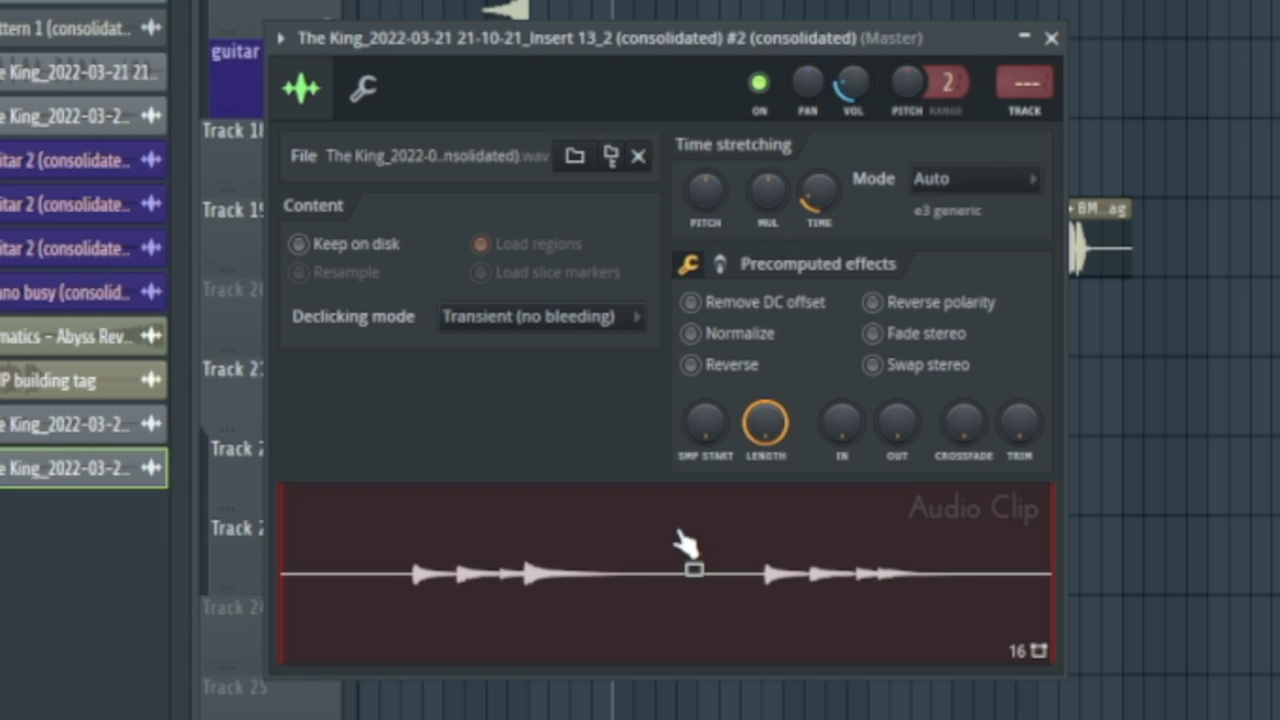 ttern 1 (consolidat..
e King_2022-03-21 21..
e King_2022-03-2...
itar 2 (consolidate..
itar 2 (consolidate..
itar 2 (consolidate..
ano busy (consolid..
matics – Abyss Rev..
IP building tag
e King_2022-03-2...
e King_2022-03-2...
guitar
Track 18
Track 19
Track 20
Track 21
Track 2
Track 2
Track 24
Track 25
The King_2022-03-21 21-10-21_Insert 13_2 (consolidated) #2 (consolidated) (Master)
ON
PAN
VOL
PITCH
RANGE
2
---
TRACK
File The King_2022-0..nsolidated).wav
Content
Keep on disk
Load regions
Resample
Load slice markers
Declicking mode
Transient (no bleeding)
Time stretching
PITCH
MUL
TIME
Mode
Auto
e3 generic
Precomputed effects
Remove DC offset
Reverse polarity
Normalize
Fade stereo
Reverse
Swap stereo
SMP START
LENGTH
IN
OUT
CROSSFADE
TRIM
Audio Clip
16
BM..ag